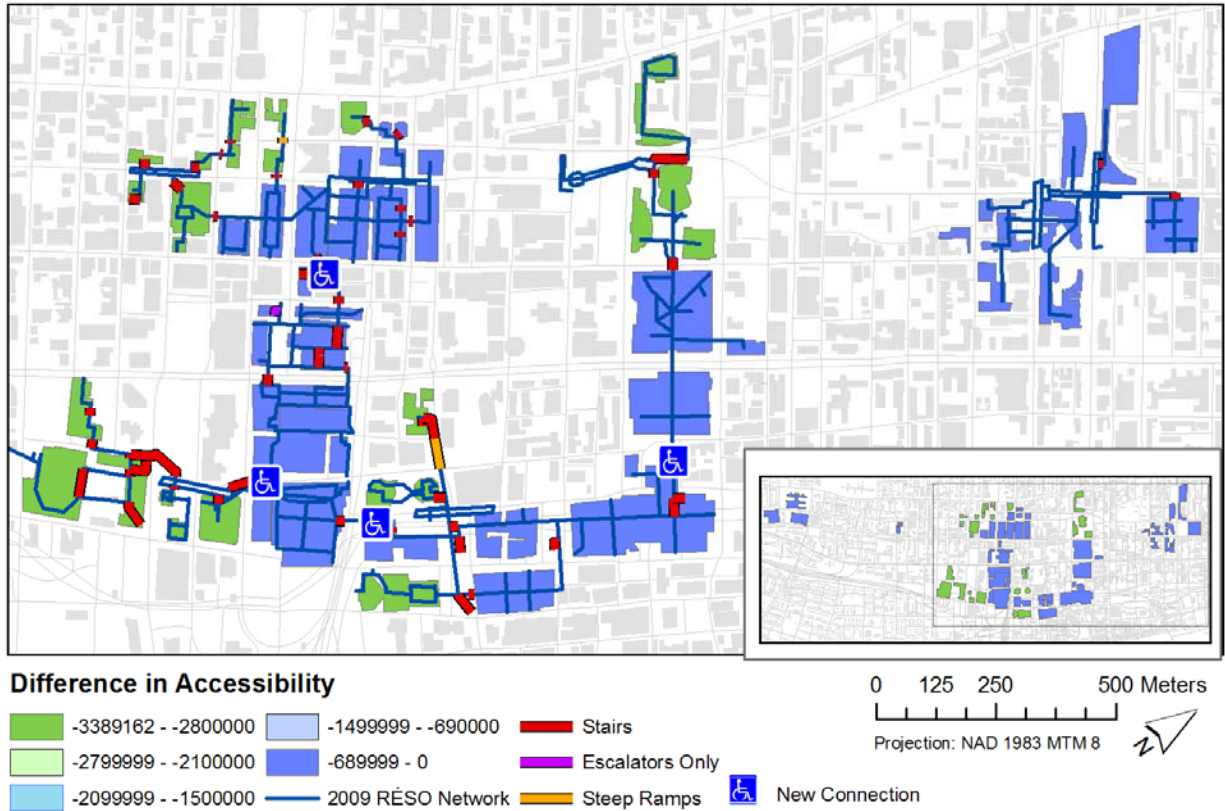 Difference in Accessibility
-3389162 - -2800000
-2799999 - -2100000
-2099999 - -1500000
-1499999 - -690000
-689999 - 0
2009 RÉSO Network
Stairs
Escalators Only
Steep Ramps
New Connection
0 125 250 500 Meters
Projection: NAD 1983 MTM 8
N